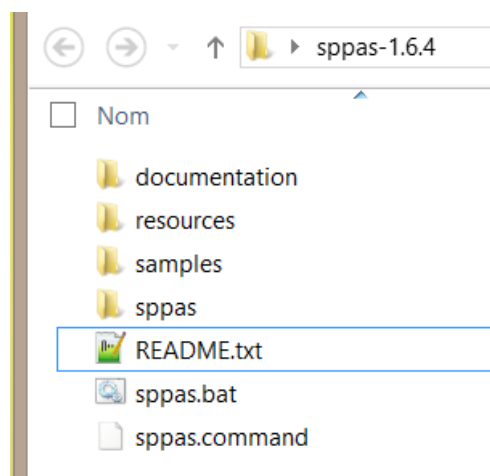 sppas-1.6.4
Nom
documentation
resources
samples
sppas
README.txt
sppas.bat
sppas.command